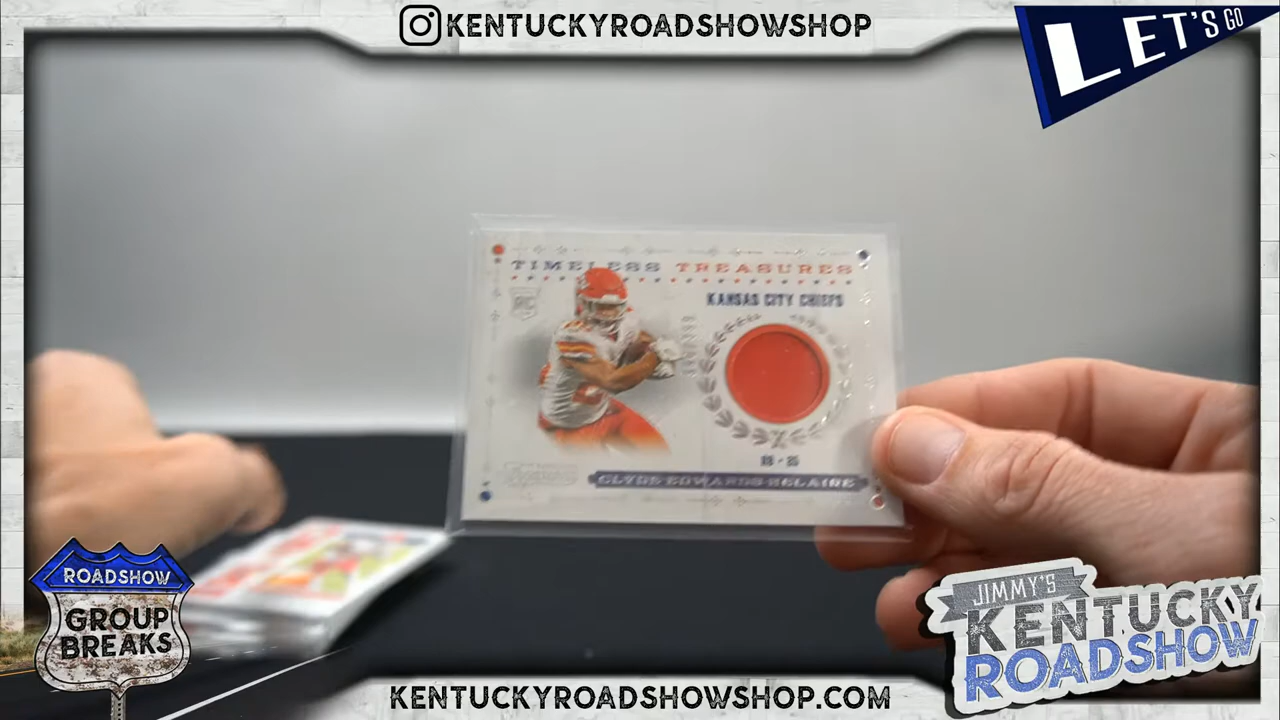 KENTUCKYROADSHOWSHOP
LET'S GO
TIMELESS TREASURES
KANSAS CITY CHIEFS
CLYDE EDWARDS-HELAIRE
ROADSHOW
GROUP
BREAKS
JIMMY'S
KENTUCKY
ROADSHOW
KENTUCKYROADSHOWSHOP.COM